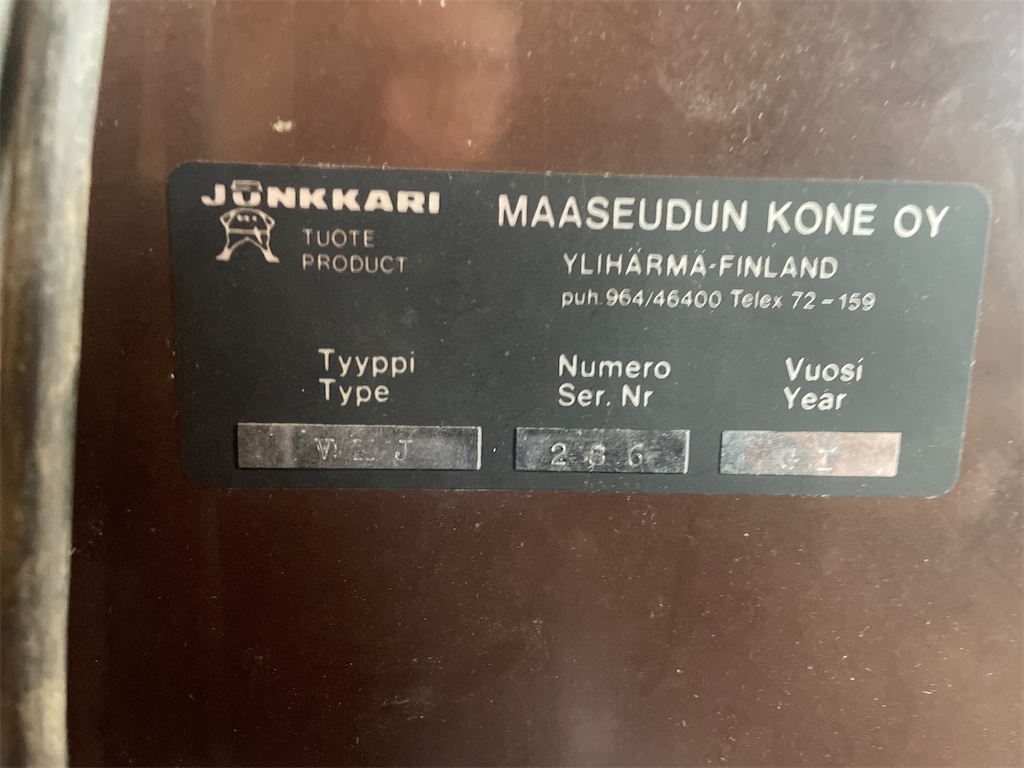 JUNKKARI
TUOTE
PRODUCT
MAASEUDUN KONE OY
YLIHÄRMÄ-FINLAND
puh. 964/46400 Telex 72-159
Tyyppi
Type
Numero
Ser. Nr
Vuosi
Year